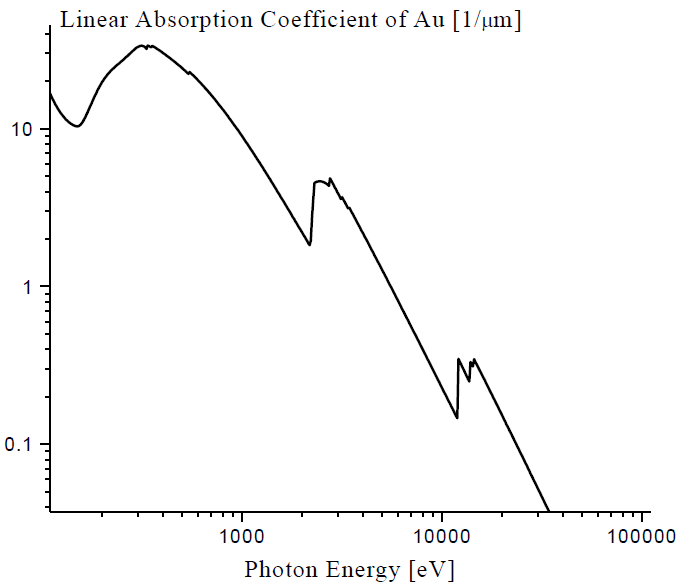 Linear Absorption Coefficient of Au [1/μm]
10
1
0.1
1000 10000 100000
Photon Energy [eV]